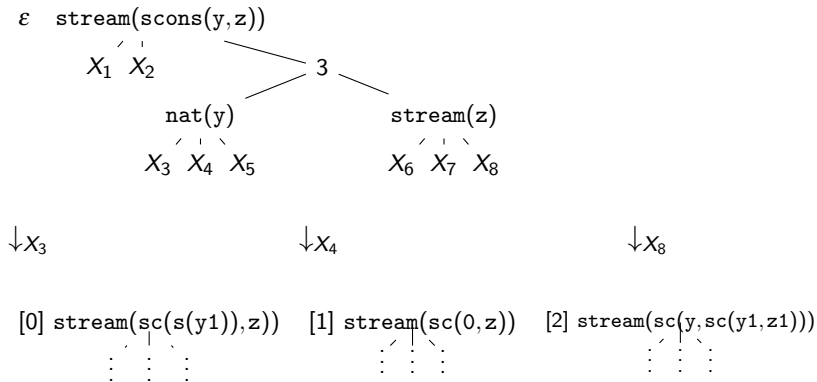 ε stream(scons(y,z))
X1 X2 3
nat(y) stream(z)
X3 X4 X5 X6 X7 X8
↓X3 ↓X4 ↓X8
[0] stream(sc(s(y1)),z)) [1] stream(sc(0,z)) [2] stream(sc(y,sc(y1,z1)))
⋮ ⋮ ⋮ ⋮ ⋮ ⋮ ⋮ ⋮ ⋮